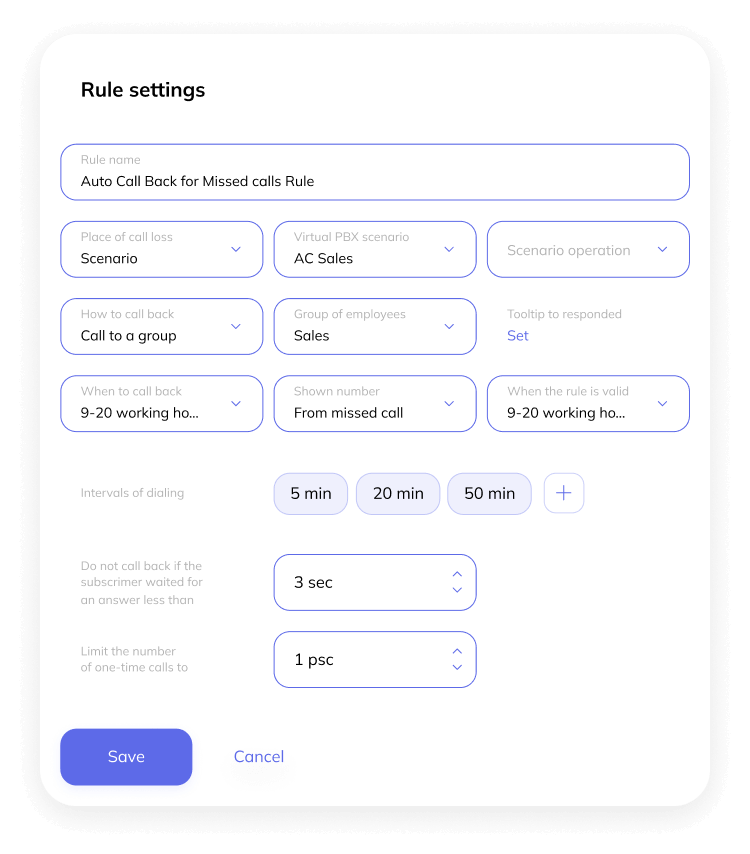 Rule settings
Rule name
Auto Call Back for Missed calls Rule
Place of call loss
Scenario
Virtual PBX scenario
AC Sales
Scenario operation
How to call back
Call to a group
Group of employees
Sales
Tooltip to responded
Set
When to call back
9-20 working ho...
Shown number
From missed call
When the rule is valid
9-20 working ho...
Intervals of dialing
5 min
20 min
50 min
Do not call back if the
subscrimer waited for
an answer less than
3 sec
Limit the number
of one-time calls to
1 psc
Save
Cancel